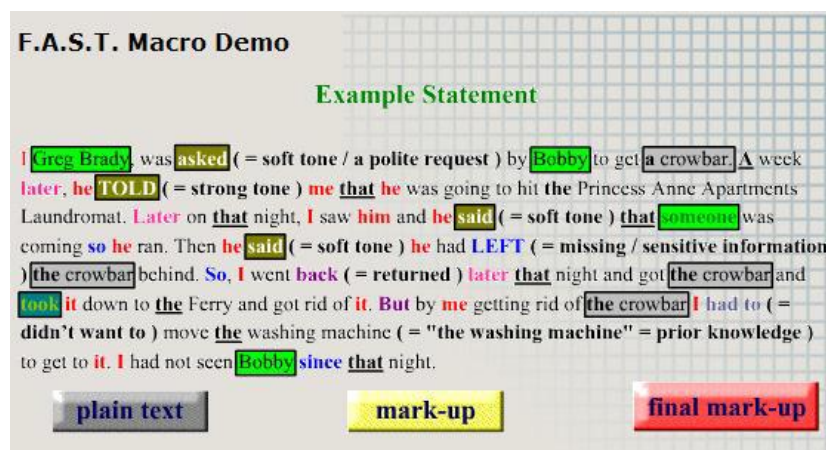 F.A.S.T. Macro Demo
Example Statement
I Greg Brady, was asked ( = soft tone / a polite request ) by Bobby to get a crowbar. A week
later, he TOLD ( = strong tone ) me that he was going to hit the Princess Anne Apartments
Laundromat. Later on that night, I saw him and he said ( = soft tone ) that someone was
coming so he ran. Then he said ( = soft tone ) he had LEFT ( = missing / sensitive information
) the crowbar behind. So, I went back ( = returned ) later that night and got the crowbar and
took it down to the Ferry and got rid of it. But by me getting rid of the crowbar I had to ( =
didn't want to ) move the washing machine ( = "the washing machine" = prior knowledge )
to get to it. I had not seen Bobby since that night.
plain text
mark-up
final mark-up